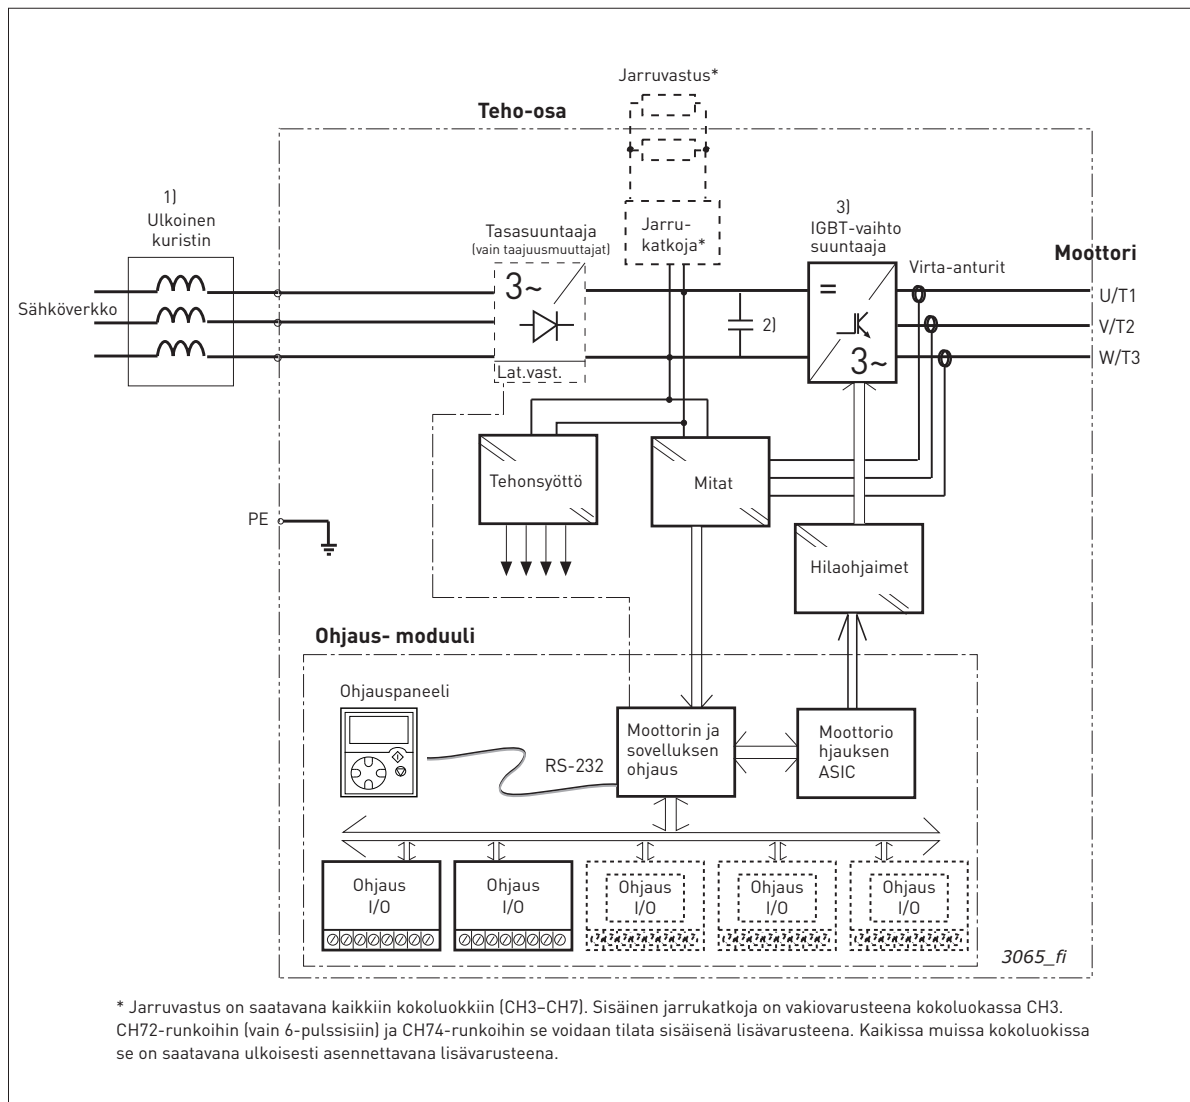 Jarruvastus*
Teho-osa
1)
Ulkoinen
kuristin
Tasasuuntaaja
(vain taajuusmuuttajat)
Jarru-
katkoja*
3)
IGBT-vaihto
suuntaaja
Virta-anturit
Moottori
Sähköverkko
3~
=
2)
3~
U/T1
V/T2
W/T3
Lat.vast.
Tehonsyöttö
Mitat
PE
Hilaohjaimet
Ohjaus- moduuli
Ohjauspaneeli
RS-232
Moottorin ja
sovelluksen
ohjaus
Moottorio
hjauksen
ASIC
Ohjaus
I/O
Ohjaus
I/O
Ohjaus
I/O
Ohjaus
I/O
Ohjaus
I/O
3065_fi
* Jarruvastus on saatavana kaikkiin kokoluokkiin (CH3–CH7). Sisäinen jarrukatkoja on vakiovarusteena kokoluokassa CH3.
CH72-runkoihin (vain 6-pulssisiin) ja CH74-runkoihin se voidaan tilata sisäisenä lisävarusteena. Kaikissa muissa kokoluokissa
se on saatavana ulkoisesti asennettavana lisävarusteena.